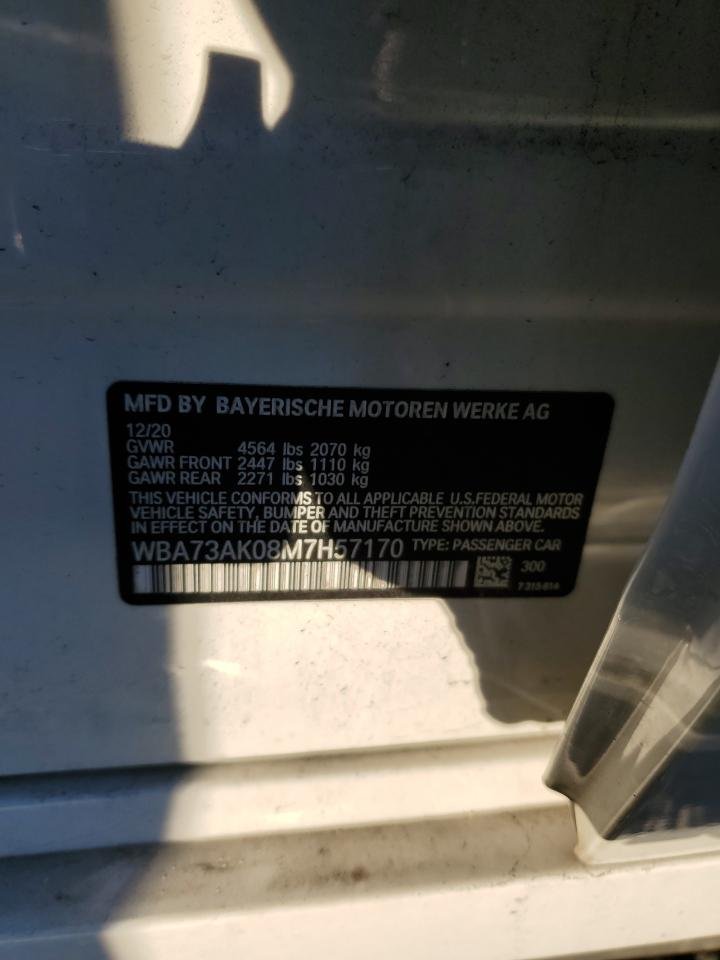 MFD BY BAYERISCHE MOTOREN WERKE AG
12/20
GVWR 4564 lbs 2070 kg
GAWR FRONT 2447 lbs 1110 kg
GAWR REAR 2271 lbs 1030 kg
THIS VEHICLE CONFORMS TO ALL APPLICABLE U.S.FEDERAL MOTOR
VEHICLE SAFETY, BUMPER AND THEFT PREVENTION STANDARDS
IN EFFECT ON THE DATE OF MANUFACTURE SHOWN ABOVE.
WBA73AK08M7H57170 TYPE: PASSENGER CAR
300
7 315 614